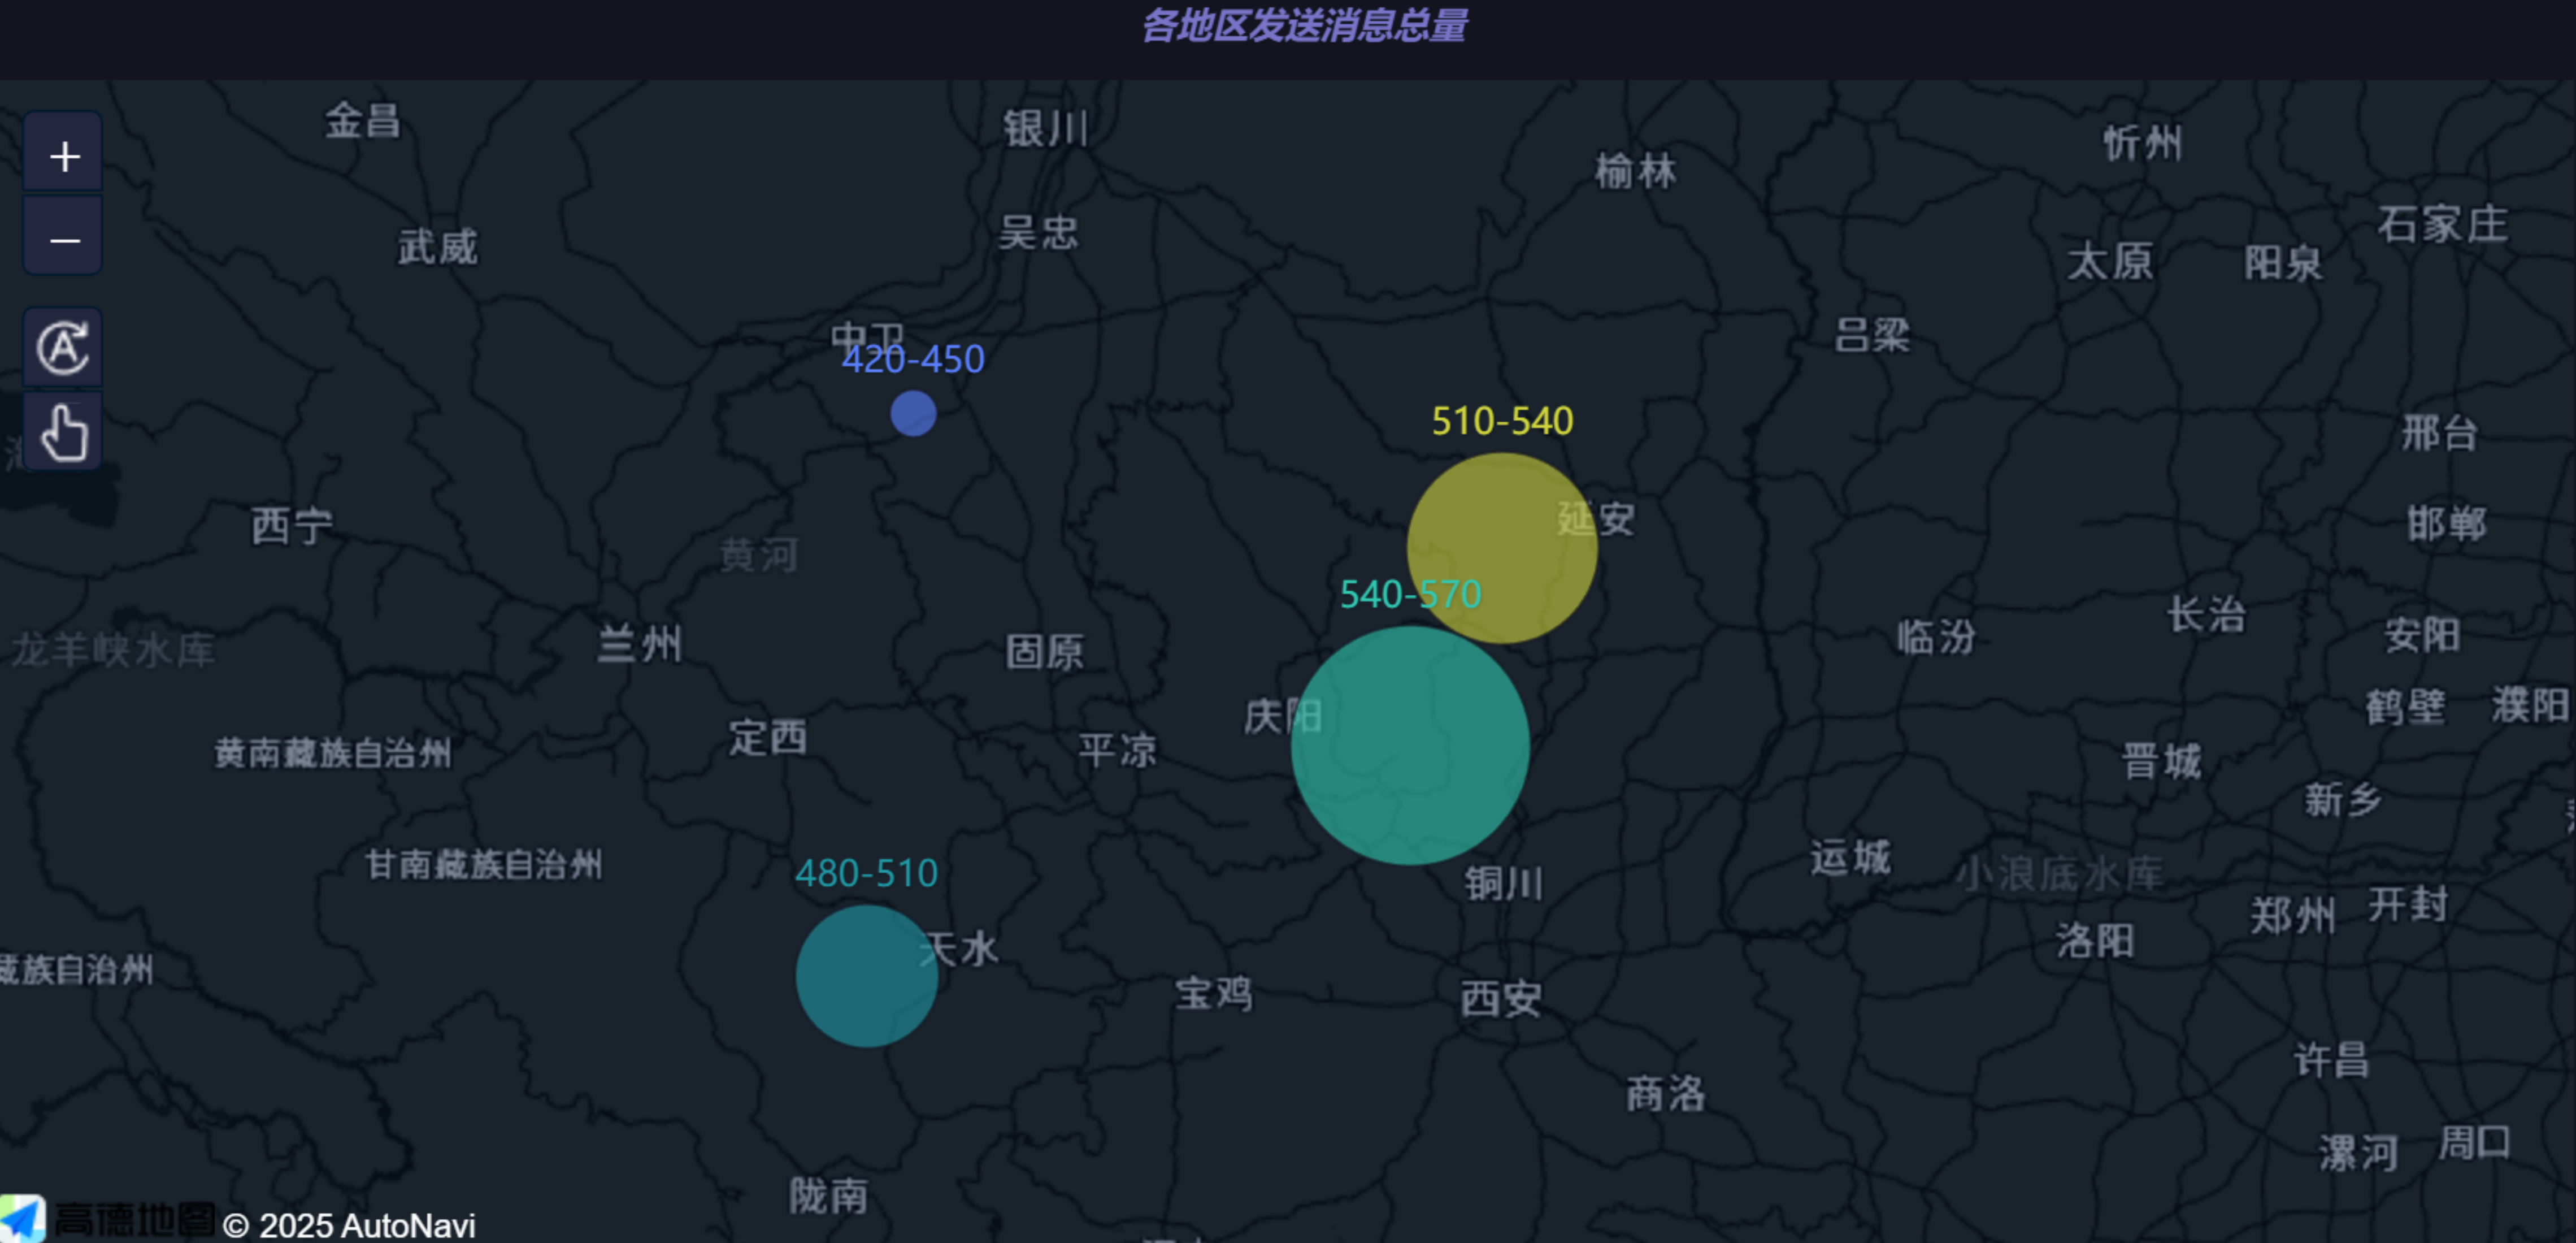 各地区发送消息总量
金昌
银川
忻州
榆林
武威
吴忠
石家庄
太原
阳泉
中卫
吕梁
420-450
510-540
邢台
西宁
延安
邯郸
黄河
540-570
长治
龙羊峡水库
兰州
固原
临汾
安阳
庆阳
鹤壁
濮阳
黄南藏族自治州
定西
平凉
晋城
新乡
甘南藏族自治州
480-510
铜川
运城
小浪底水库
郑州
开封
天水
洛阳
藏族自治州
宝鸡
西安
许昌
商洛
漯河
周口
陇南
高德地图 © 2025 AutoNavi